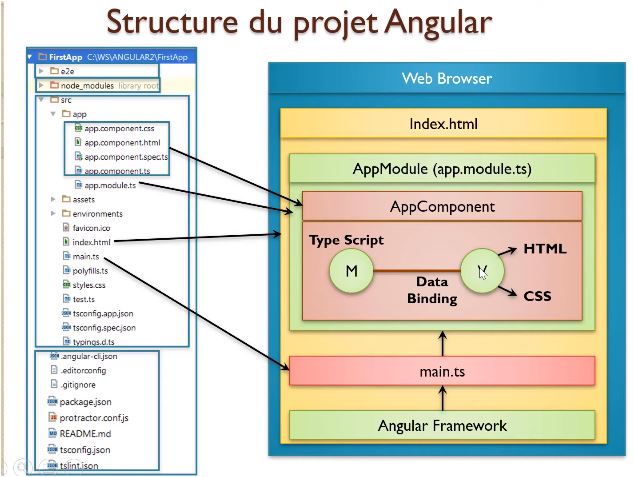 Structure du projet Angular
FirstApp C:\WS\ANGULAR2\FirstApp
e2e
node_modules library root
src
app
app.component.css
app.component.html
app.component.spec.ts
app.component.ts
app.module.ts
assets
environments
favicon.ico
index.html
main.ts
polyfills.ts
styles.css
test.ts
tsconfig.app.json
tsconfig.spec.json
typings.d.ts
.angular-cli.json
.editorconfig
.gitignore
package.json
protractor.conf.js
README.md
tsconfig.json
tslint.json
Web Browser
Index.html
AppModule (app.module.ts)
AppComponent
Type Script
M
Data
Binding
V
HTML
CSS
main.ts
Angular Framework